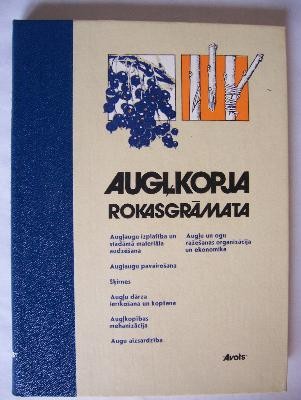 AUGĻKOPJA
ROKASGRĀMATA
Augļaugu izplatība un
stādāmā materiāla
audzēšana
Augļaugu pavairošana
Šķirnes
Augļu dārza
ierīkošana un kopšana
Augļkopības
mehanizācija
Augu aizsardzība
Augļu un ogu
ražošanas organizācija
un ekonomika
Avots